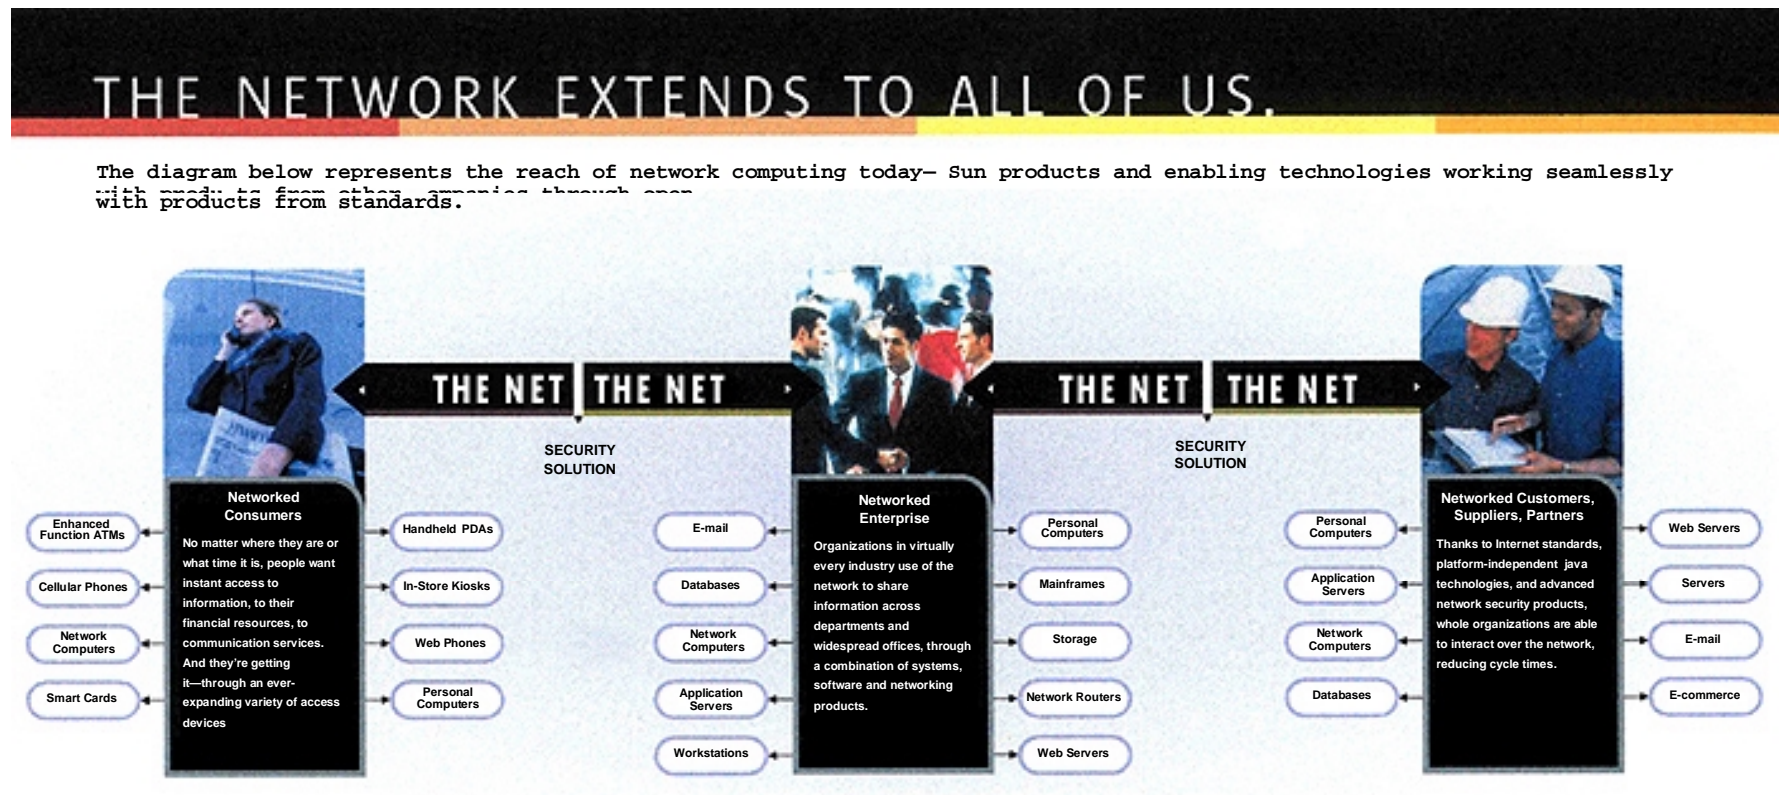 THE NETWORK EXTENDS TO ALL OF US.
The diagram below represents the reach of network computing today— Sun products and enabling technologies working seamlessly
with products from standards.
THE NET
THE NET
THE NET
THE NET
SECURITY
SOLUTION
SECURITY
SOLUTION
Networked
Consumers
No matter where they are or
what time it is, people want
instant access to
information, to their
financial resources, to
communication services.
And they're getting
it—through an ever-
expanding variety of access
devices
Enhanced
Function ATMs
Cellular Phones
Network
Computers
Smart Cards
Handheld PDAs
In-Store Kiosks
Web Phones
Personal
Computers
Networked
Enterprise
Organizations in virtually
every industry use of the
network to share
information across
departments and
widespread offices, through
a combination of systems,
software and networking
products.
E-mail
Databases
Network
Computers
Application
Servers
Workstations
Personal
Computers
Mainframes
Storage
Network Routers
Web Servers
Networked Customers,
Suppliers, Partners
Thanks to Internet standards,
platform-independent java
technologies, and advanced
network security products,
whole organizations are able
to interact over the network,
reducing cycle times.
Personal
Computers
Application
Servers
Network
Computers
Databases
Web Servers
Servers
E-mail
E-commerce